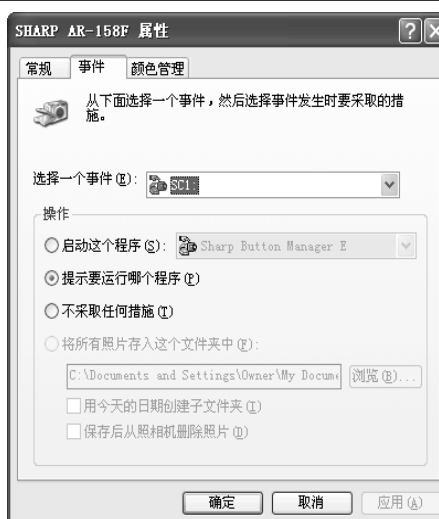 SHARP AR-158F 属性
常规 事件 颜色管理
从下面选择一个事件，然后选择事件发生时要采取的措
施。
选择一个事件(E): SC1:
操作
启动这个程序(S): Sharp Button Manager E
提示要运行哪个程序(P)
不采取任何措施(T)
将所有照片存入这个文件夹中(F):
C:\Documents and Settings\Owner\My Docume 浏览(B)...
用今天的日期创建子文件夹(I)
保存后从照相机删除照片(D)
确定 取消 应用(A)